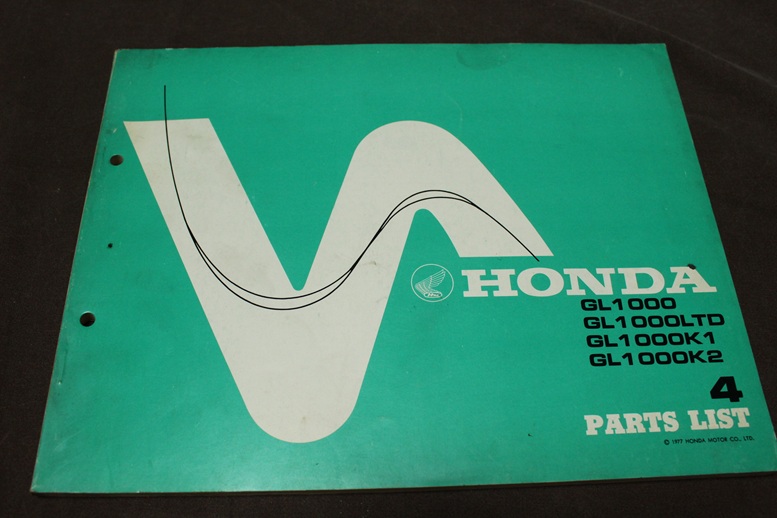 HONDA
GL1000
GL1000LTD
GL1000K1
GL1000K2
4
PARTS LIST
© 1977 HONDA MOTOR CO., LTD.